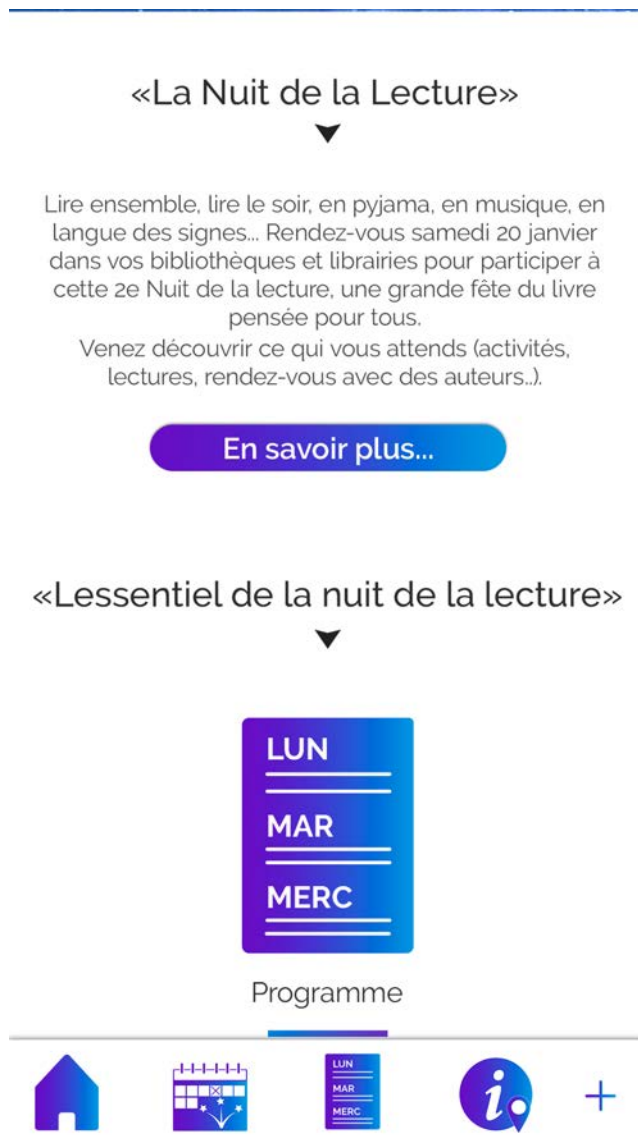 «La Nuit de la Lecture»
Lire ensemble, lire le soir, en pyjama, en musique, en
langue des signes... Rendez-vous samedi 20 janvier
dans vos bibliothèques et librairies pour participer à
cette 2e Nuit de la lecture, une grande fête du livre
pensée pour tous.
Venez découvrir ce qui vous attends (activités,
lectures, rendez-vous avec des auteurs..).
En savoir plus...
«Lessentiel de la nuit de la lecture»
LUN
MAR
MERC
Programme
LUN
MAR
MERC
i
+